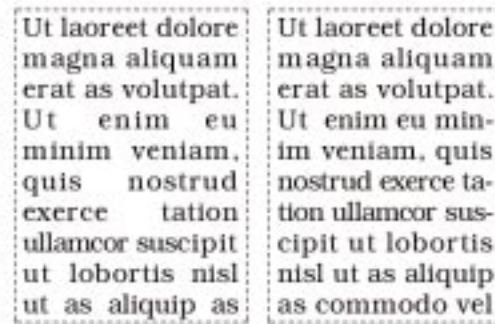 Ut laoreet dolore
magna aliquam
erat as volutpat.
Ut enim eu
minim veniam,
quis nostrud
exerce tation
ullamcor suscipit
ut lobortis nisl
ut as aliquip as
Ut laoreet dolore
magna aliquam
erat as volutpat.
Ut enim eu min-
im veniam, quis
nostrud exerce ta-
tion ullamcor sus-
cipit ut lobortis
nisl ut as aliquip
as commodo vel